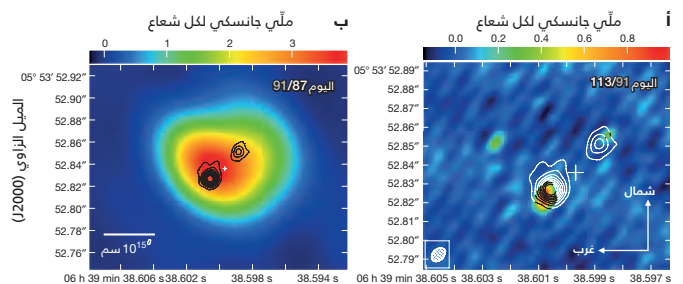 أ
ملّي جانسكي لكل شعاع
0.0 0.2 0.4 0.6 0.8
اليوم 113/91
05° 53′ 52.89″
52.88″
52.87″
52.86″
52.85″
52.84″
52.83″
52.82″
52.81″
52.80″
52.79″
شمال
غرب
06 h 39 min 38.605 s 38.603 s 38.601 s 38.599 s 38.597 s
ب
ملّي جانسكي لكل شعاع
0 1 2 3
اليوم 91/87
الميل الزاوي (J2000)
05° 53′ 52.92″
52.90″
52.88″
52.86″
52.84″
52.82″
52.80″
52.78″
52.76″
10¹⁵ سم
06 h 39 min 38.606 s 38.602 s 38.598 s 38.594 s